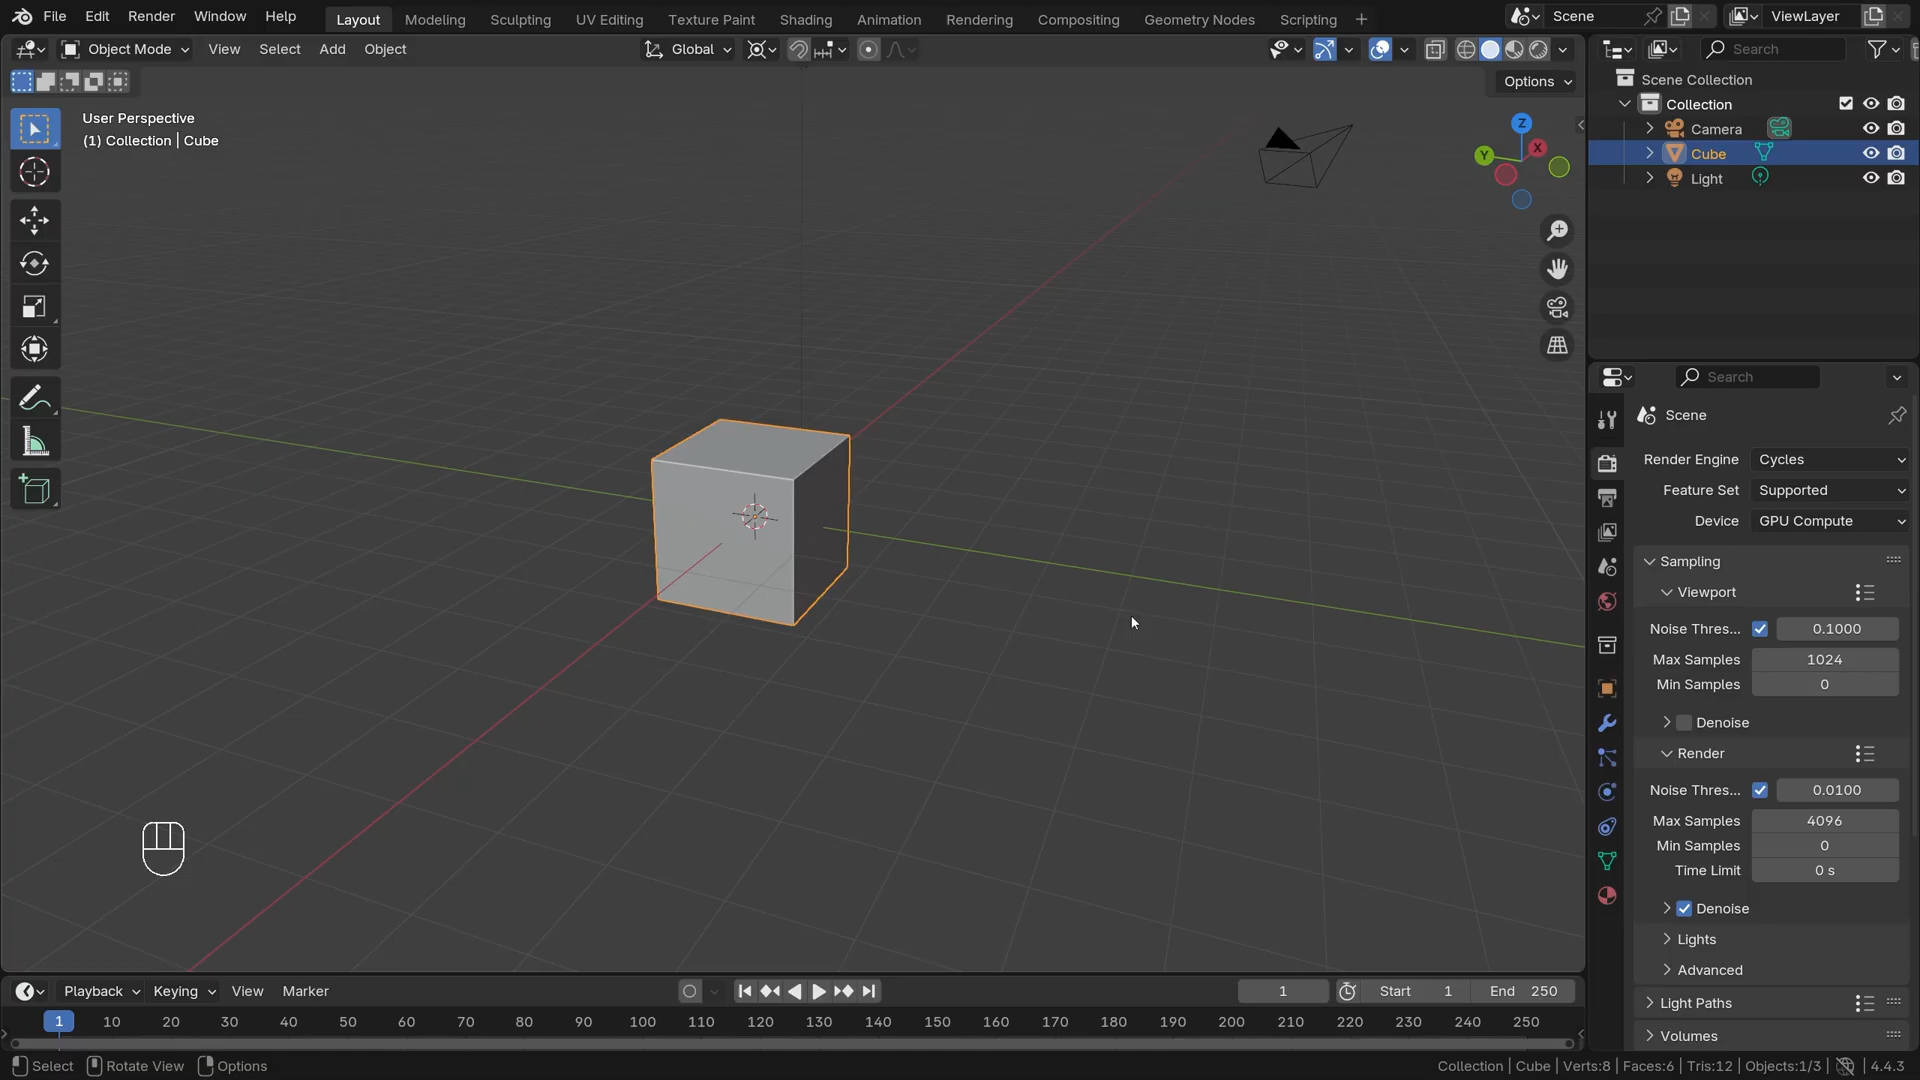 File Edit Render Window Help Layout Modeling Sculpting UV Editing Texture Paint Shading Animation Rendering Compositing Geometry Nodes Scripting Scene ViewLayer
Object Mode View Select Add Object Global Search
Options
User Perspective
(1) Collection | Cube
Z
Y
X
Scene Collection
Collection
Camera
Cube
Light
Search
Scene
Render Engine Cycles
Feature Set Supported
Device GPU Compute
Sampling
Viewport
Noise Thres... 0.1000
Max Samples 1024
Min Samples 0
Denoise
Render
Noise Thres... 0.0100
Max Samples 4096
Min Samples 0
Time Limit 0 s
Denoise
Lights
Advanced
Light Paths
Volumes
Playback Keying View Marker 1 Start 1 End 250
1 10 20 30 40 50 60 70 80 90 100 110 120 130 140 150 160 170 180 190 200 210 220 230 240 250
Select Rotate View Options Collection | Cube | Verts:8 | Faces:6 | Tris:12 | Objects:1/3 | 4.4.3